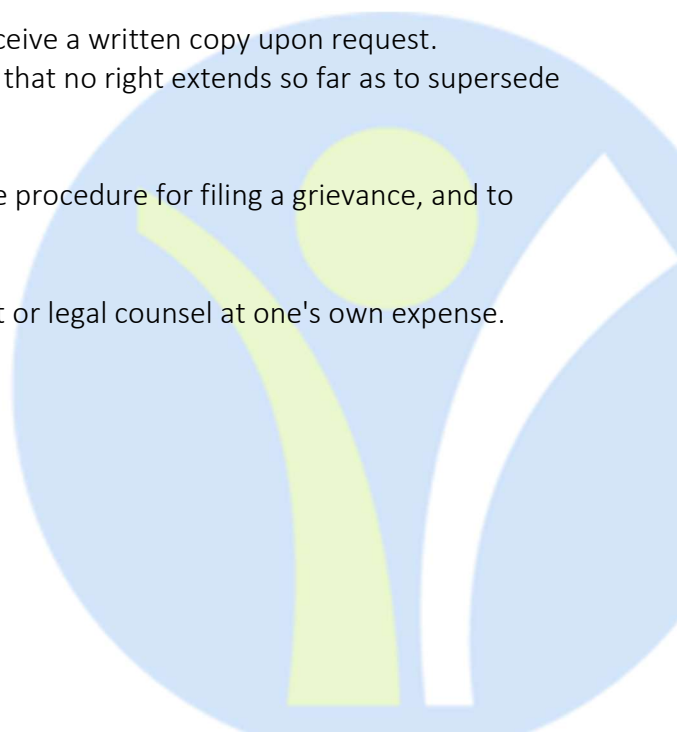 ceive a written copy upon request.
that no right extends so far as to supersede
e procedure for filing a grievance, and to
t or legal counsel at one's own expense.